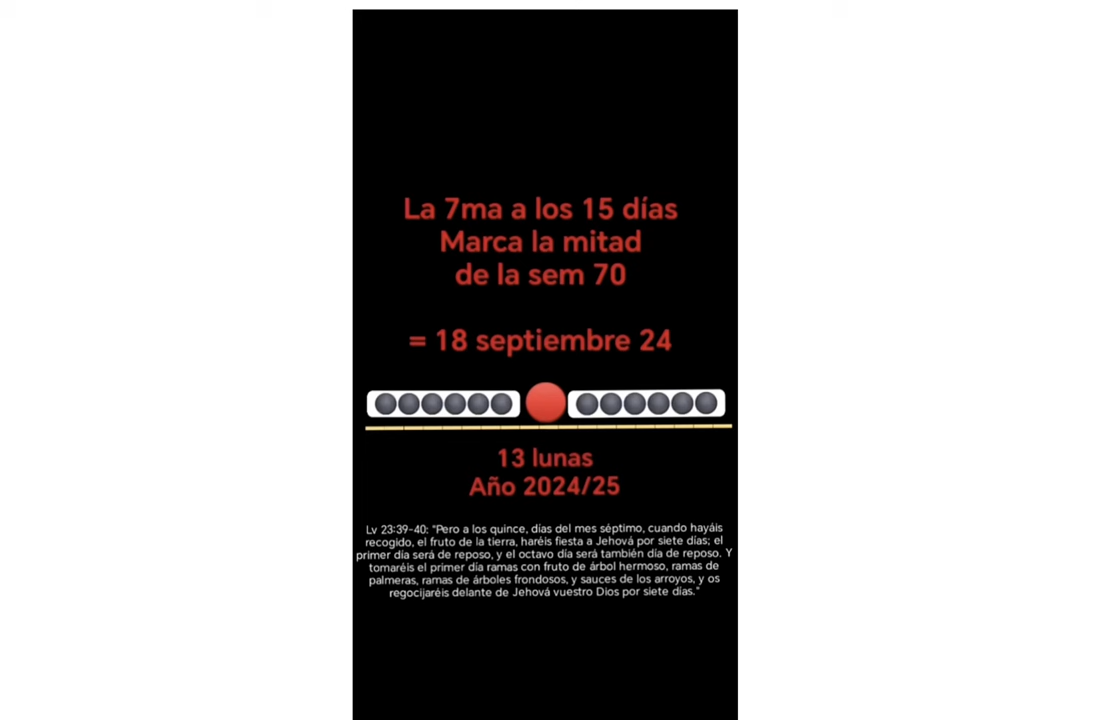 La 7ma a los 15 días
Marca la mitad
de la sem 70
= 18 septiembre 24
13 lunas
Año 2024/25
Lv 23:39-40: "Pero a los quince, días del mes séptimo, cuando hayáis
recogido, el fruto de la tierra, haréis fiesta a Jehová por siete días; el
primer día será de reposo, y el octavo día será también día de reposo. Y
tomaréis el primer día ramas con fruto de árbol hermoso, ramas de
palmeras, ramas de árboles frondosos, y sauces de los arroyos, y os
regocijaréis delante de Jehová vuestro Dios por siete días."